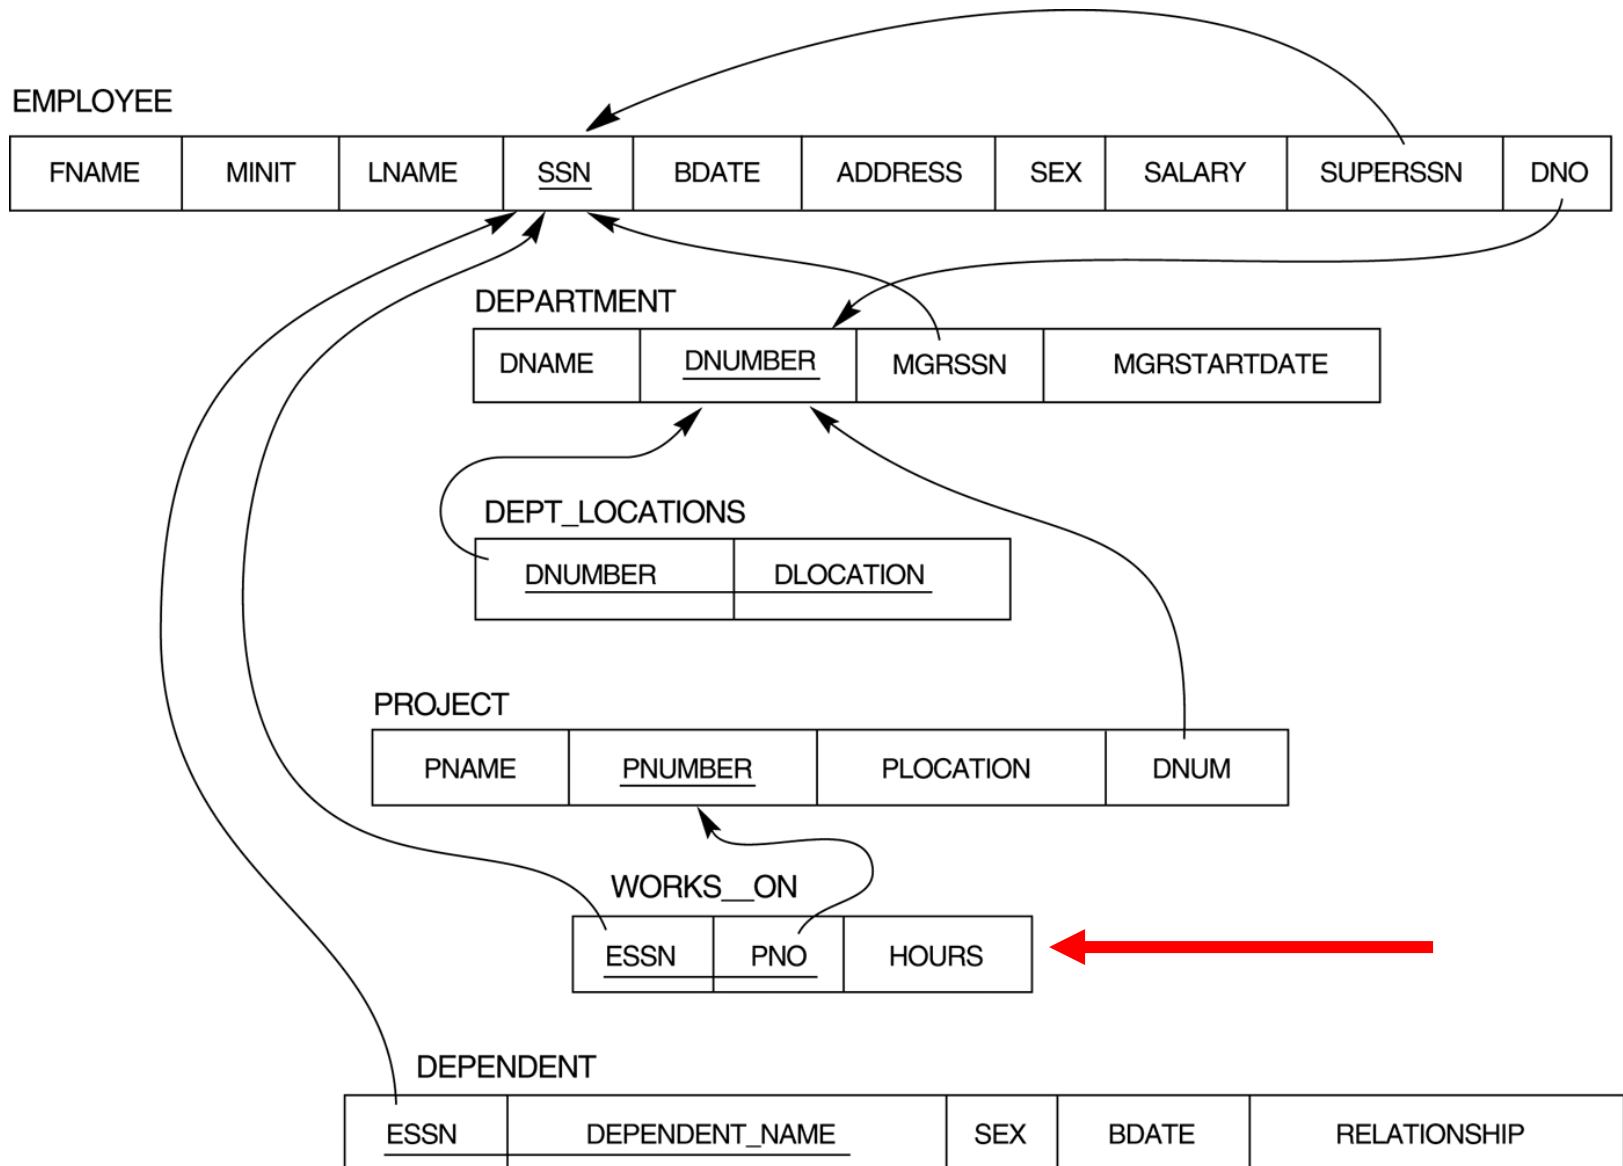 EMPLOYEE
FNAME MINIT LNAME SSN BDATE ADDRESS SEX SALARY SUPERSSN DNO
DEPARTMENT
DNAME DNUMBER MGRSSN MGRSTARTDATE
DEPT_LOCATIONS
DNUMBER DLOCATION
PROJECT
PNAME PNUMBER PLOCATION DNUM
WORKS__ON
ESSN PNO HOURS
DEPENDENT
ESSN DEPENDENT_NAME SEX BDATE RELATIONSHIP